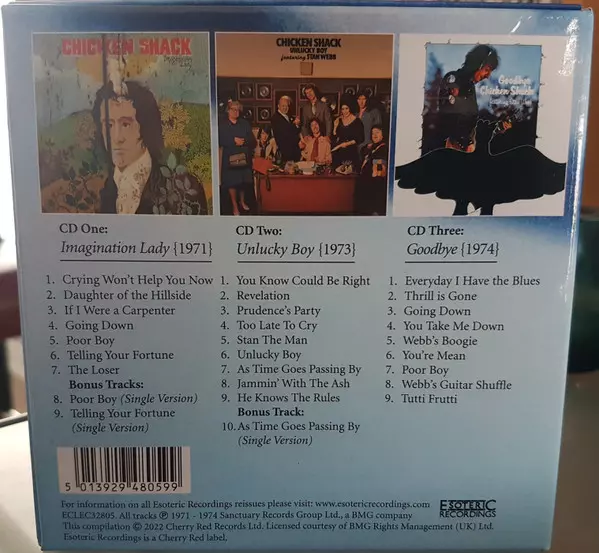 CHICKEN SHACK
CHICKEN SHACK
UNLUCKY BOY
featuring STAN WEBB
Goodbye
Chicken Shack
CD One:
Imagination Lady {1971}
1. Crying Won't Help You Now
2. Daughter of the Hillside
3. If I Were a Carpenter
4. Going Down
5. Poor Boy
6. Telling Your Fortune
7. The Loser
Bonus Tracks:
8. Poor Boy (Single Version)
9. Telling Your Fortune
(Single Version)
CD Two:
Unlucky Boy {1973}
1. You Know Could Be Right
2. Revelation
3. Prudence's Party
4. Too Late To Cry
5. Stan The Man
6. Unlucky Boy
7. As Time Goes Passing By
8. Jammin' With The Ash
9. He Knows The Rules
Bonus Track:
10. As Time Goes Passing By
(Single Version)
CD Three:
Goodbye {1974}
1. Everyday I Have the Blues
2. Thrill is Gone
3. Going Down
4. You Take Me Down
5. Webb's Boogie
6. You're Mean
7. Poor Boy
8. Webb's Guitar Shuffle
9. Tutti Frutti
5 013929 480599
For information on all Esoteric Recordings reissues please visit: www.esotericrecordings.com
ECLEC32805. All tracks ℗ 1971 - 1974 Sanctuary Records Group Ltd., a BMG company
This compilation © 2022 Cherry Red Records Ltd. Licensed courtesy of BMG Rights Management (UK) Ltd.
Esoteric Recordings is a Cherry Red label,
ESOTERIC
RECORDINGS